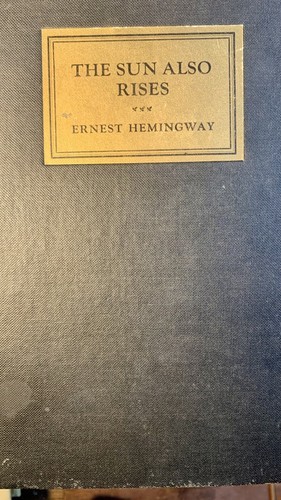 THE SUN ALSO
RISES
ERNEST HEMINGWAY